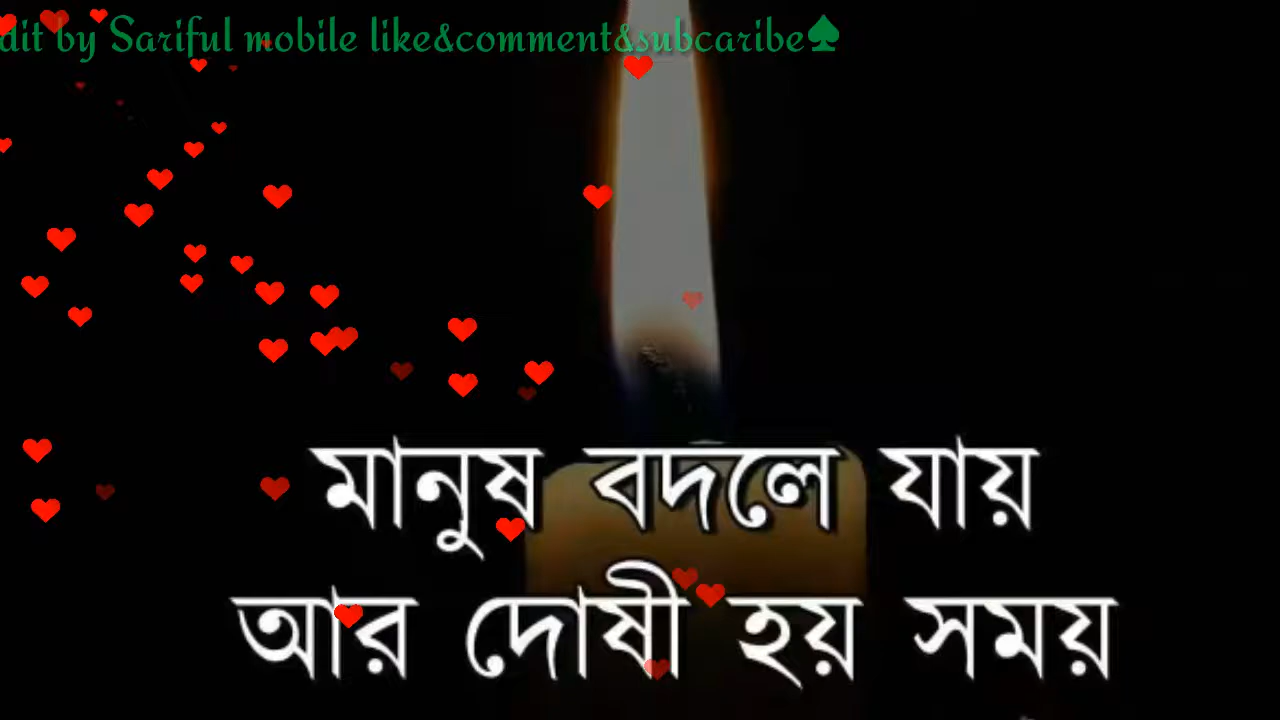 dit by Sariful mobile like&comment&subcaribe♠
মানুষ বদলে যায়
আর দোষী হয় সময়